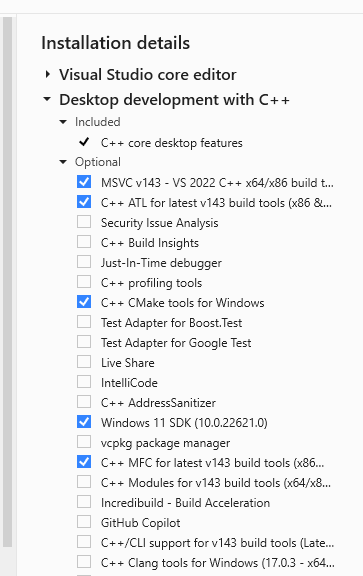 Installation details
Visual Studio core editor
Desktop development with C++
Included
C++ core desktop features
Optional
MSVC v143 - VS 2022 C++ x64/x86 build t...
C++ ATL for latest v143 build tools (x86 &...
Security Issue Analysis
C++ Build Insights
Just-In-Time debugger
C++ profiling tools
C++ CMake tools for Windows
Test Adapter for Boost.Test
Test Adapter for Google Test
Live Share
IntelliCode
C++ AddressSanitizer
Windows 11 SDK (10.0.22621.0)
vcpkg package manager
C++ MFC for latest v143 build tools (x86...
C++ Modules for v143 build tools (x64/x8...
Incredibuild - Build Acceleration
GitHub Copilot
C++/CLI support for v143 build tools (Late...
C++ Clang tools for Windows (17.0.3 - x64...